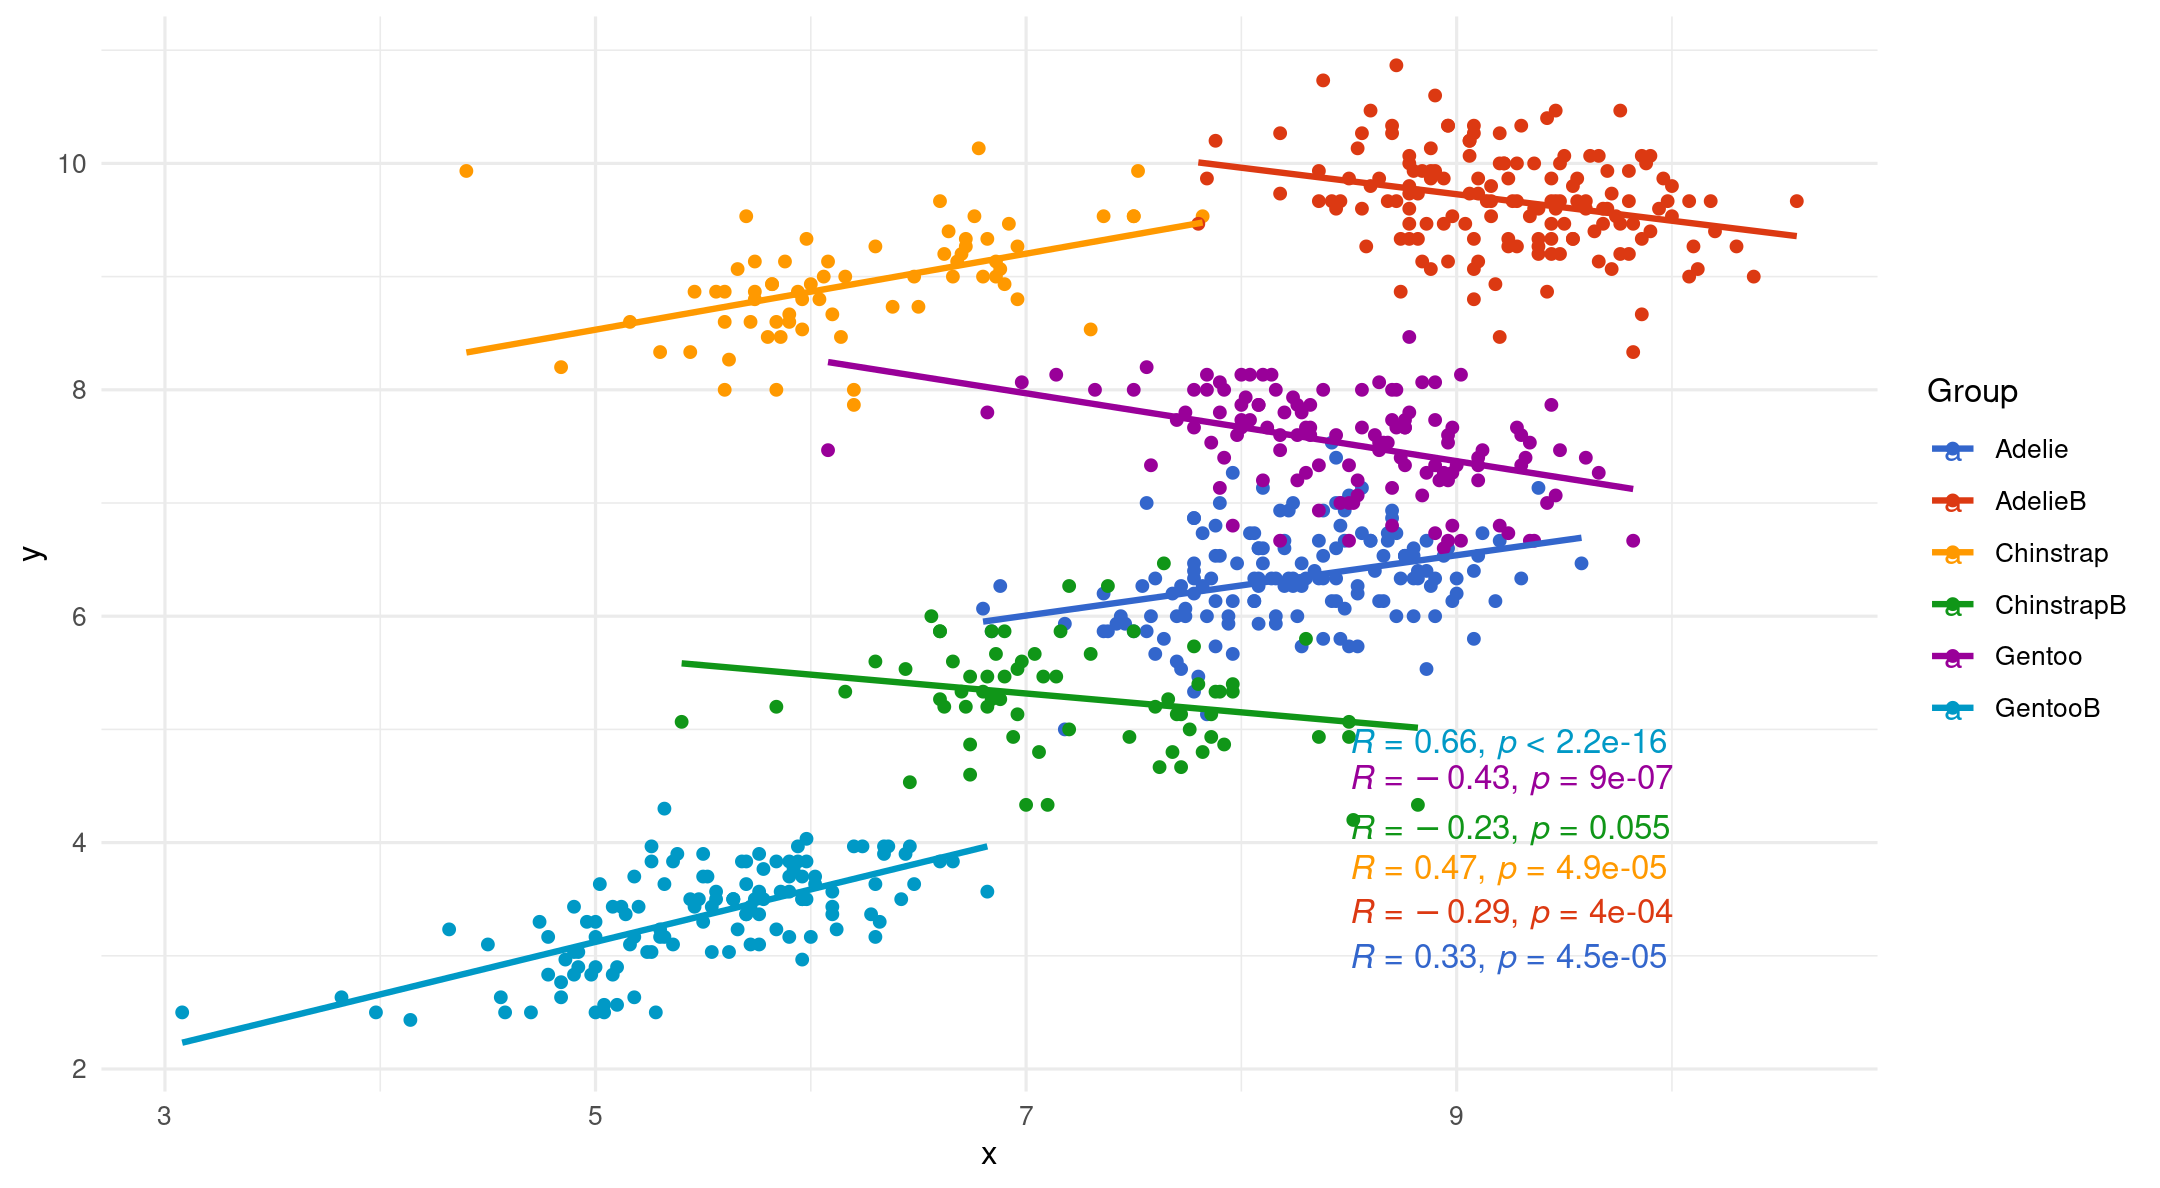 10
8
6
4
2
y
3
5
7
9
x
R = 0.66, p < 2.2e-16
R = −0.43, p = 9e-07
R = −0.23, p = 0.055
R = 0.47, p = 4.9e-05
R = −0.29, p = 4e-04
R = 0.33, p = 4.5e-05
Group
a Adelie
a AdelieB
a Chinstrap
a ChinstrapB
a Gentoo
a GentooB